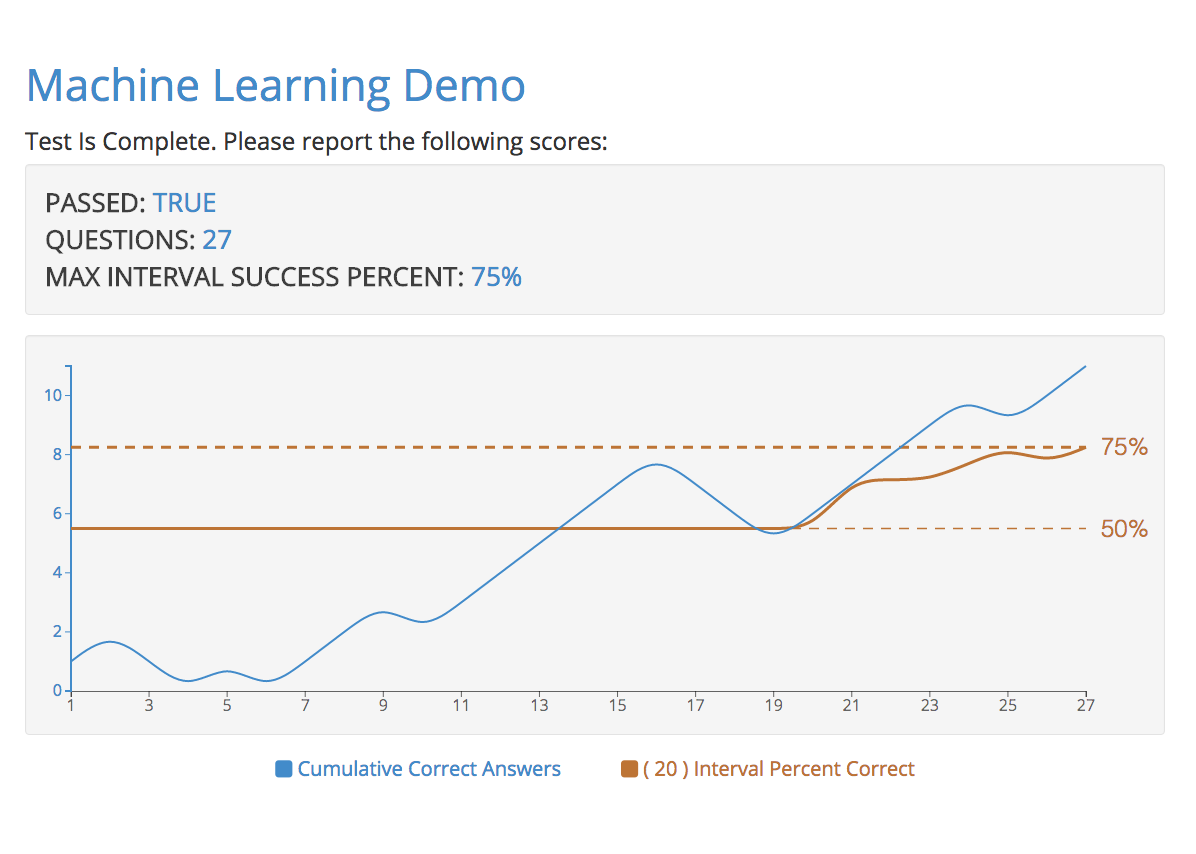 Machine Learning Demo
Test Is Complete. Please report the following scores:
PASSED: TRUE
QUESTIONS: 27
MAX INTERVAL SUCCESS PERCENT: 75%
10
8
6
4
2
0
75%
50%
1 3 5 7 9 11 13 15 17 19 21 23 25 27
Cumulative Correct Answers ( 20 ) Interval Percent Correct